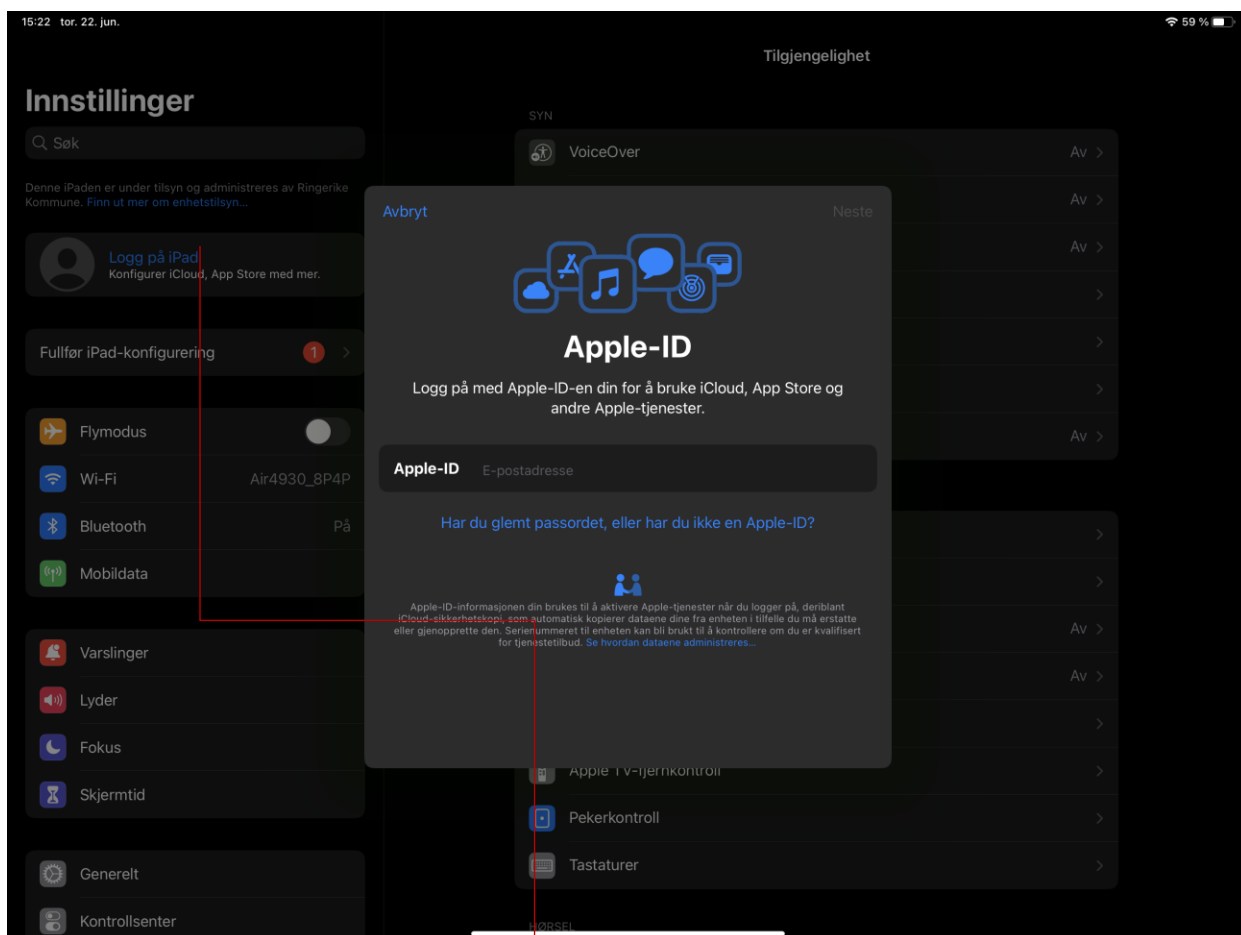 15:22 tor. 22. jun.
59 %
Innstillinger
Søk
Denne iPaden er under tilsyn og administreres av Ringerike
Kommune. Finn ut mer om enhetstilsyn...
Logg på iPad
Konfigurer iCloud, App Store med mer.
Fullfør iPad-konfigurering 1
Flymodus
Wi-Fi Air4930_8P4P
Bluetooth På
Mobildata
Varslinger
Lyder
Fokus
Skjermtid
Generelt
Kontrollsenter
Tilgjengelighet
SYN
VoiceOver Av
Av
Av
Av
Av
Av
Apple TV-fjernkontroll
Pekerkontroll
Tastaturer
HØRSEL
Avbryt Neste
Apple-ID
Logg på med Apple-ID-en din for å bruke iCloud, App Store og
andre Apple-tjenester.
Apple-ID E-postadresse
Har du glemt passordet, eller har du ikke en Apple-ID?
Apple-ID-informasjonen din brukes til å aktivere Apple-tjenester når du logger på, deriblant
iCloud-sikkerhetskopi, som automatisk kopierer dataene dine fra enheten i tilfelle du må erstatte
eller gjenopprette den. Serienummeret til enheten kan bli brukt til å kontrollere om du er kvalifisert
for tjenestetilbud. Se hvordan dataene administreres...